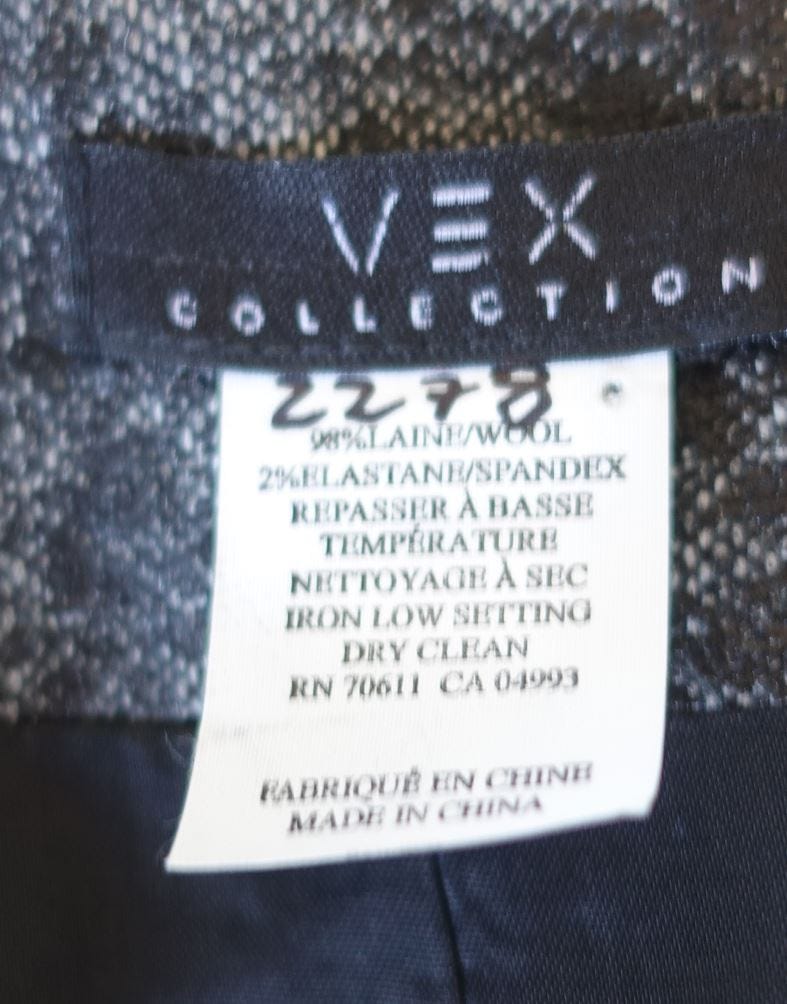 VEX
COLLECTION
2278
98%LAINE/WOOL
2%ELASTANE/SPANDEX
REPASSER À BASSE
TEMPÉRATURE
NETTOYAGE À SEC
IRON LOW SETTING
DRY CLEAN
RN 70611 CA 04993
FABRIQUÉ EN CHINE
MADE IN CHINA